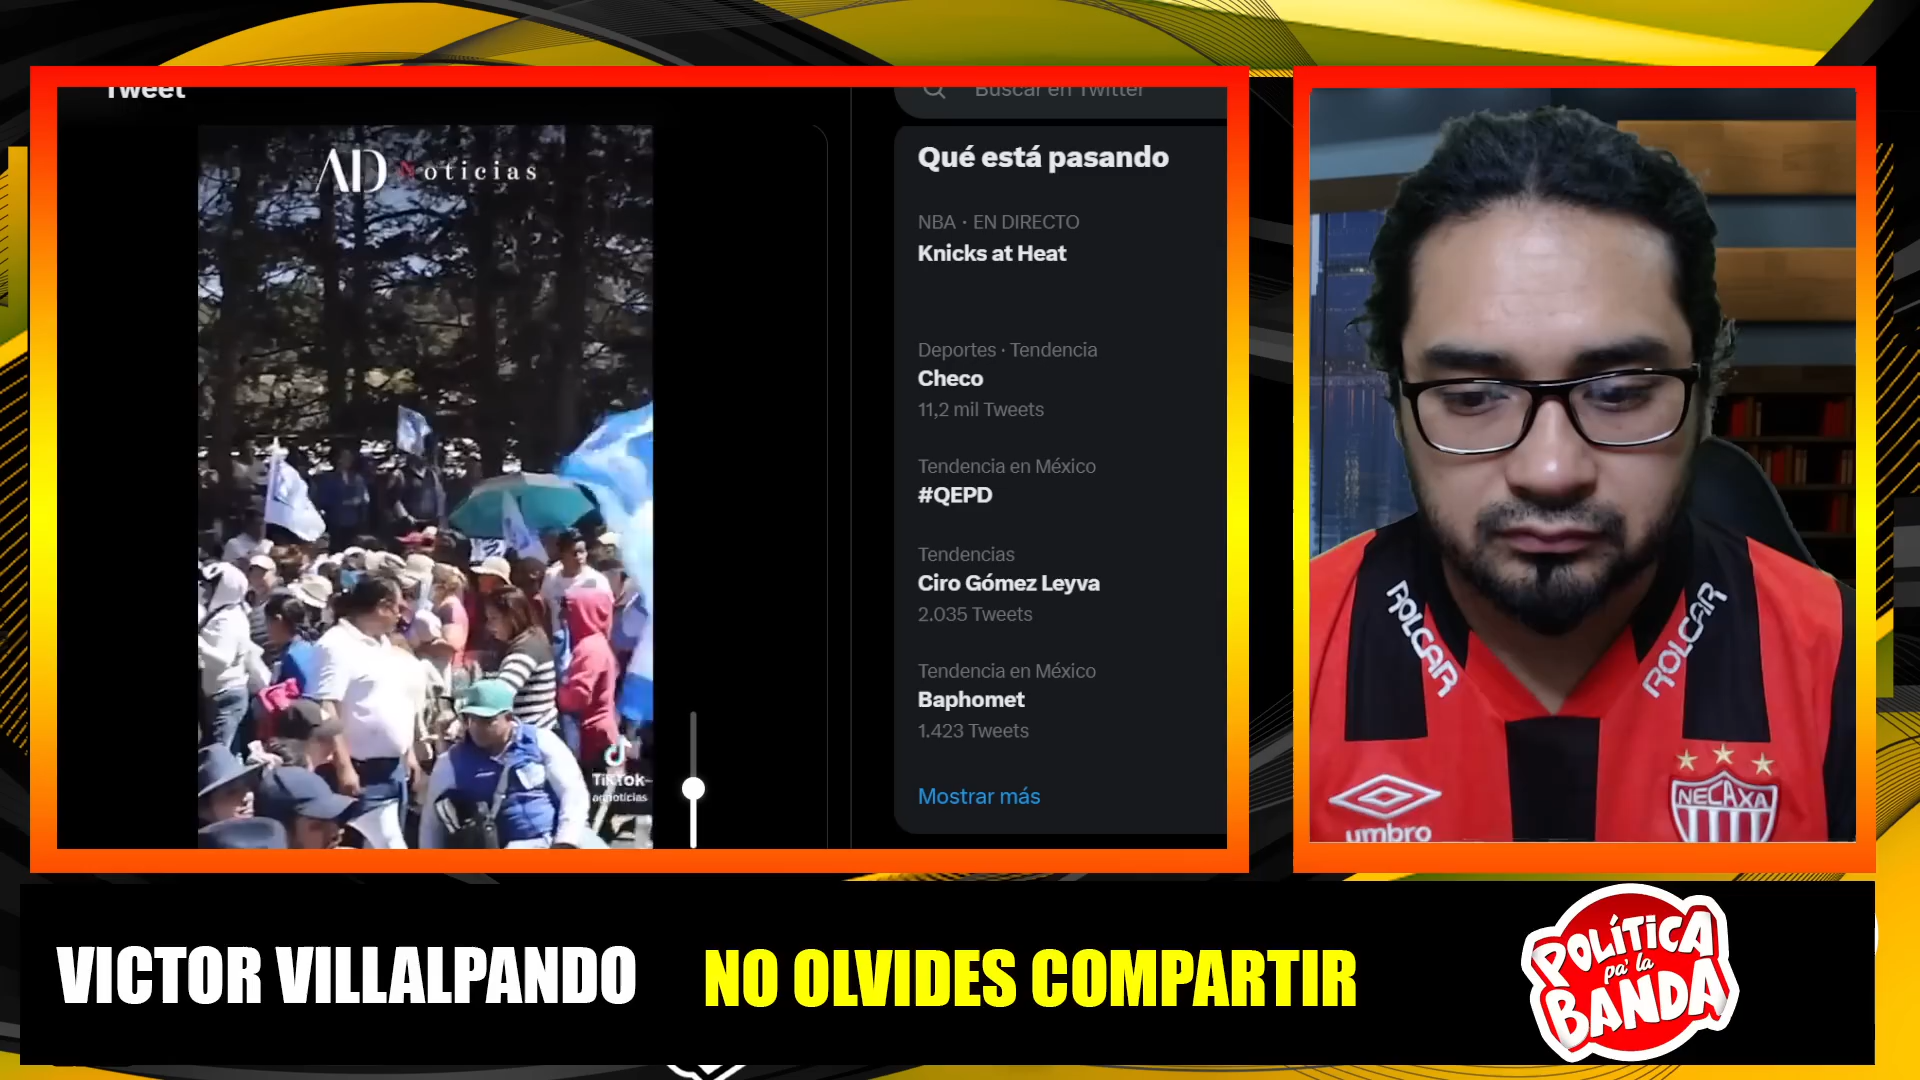 Tweet
Buscar en Twitter
AD Noticias
TikTok
adnoticias
Qué está pasando
NBA · EN DIRECTO
Knicks at Heat
Deportes · Tendencia
Checo
11,2 mil Tweets
Tendencia en México
#QEPD
Tendencias
Ciro Gómez Leyva
2.035 Tweets
Tendencia en México
Baphomet
1.423 Tweets
Mostrar más
ROLCAR
ROLCAR
umbro
NECAXA
VICTOR VILLALPANDO
NO OLVIDES COMPARTIR
POLÍTICA
pa' la
BANDA